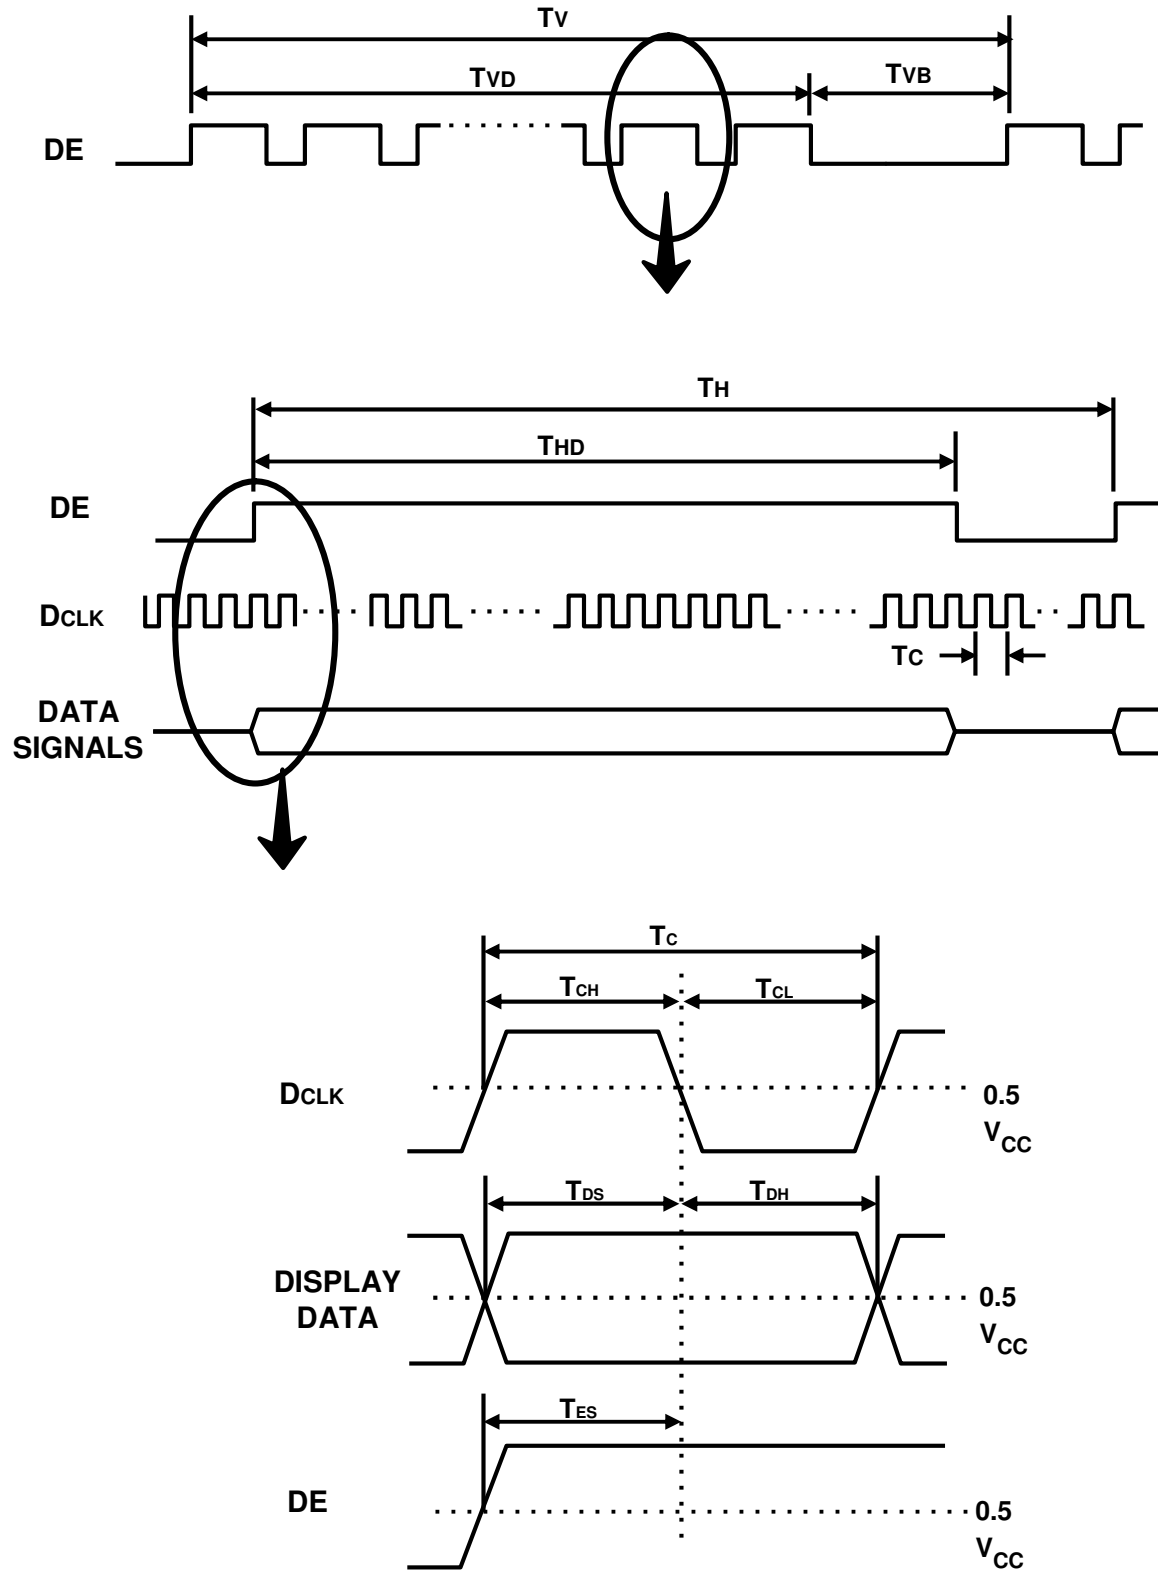 TV
TVD
TVB
DE
TH
THD
DE
DCLK
TC
DATA
SIGNALS
TC
TCH
TCL
DCLK
0.5
VCC
TDS
TDH
DISPLAY
DATA
0.5
VCC
TES
DE
0.5
VCC